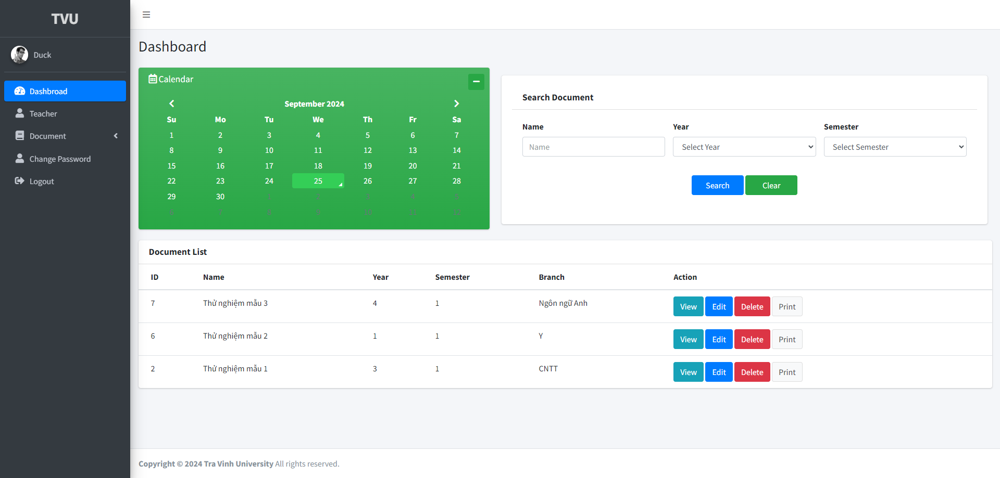 TVU
Duck
Dashbroad
Teacher
Document
Change Password
Logout
Dashboard
Calendar
September 2024
Su Mo Tu We Th Fr Sa
1 2 3 4 5 6 7
8 9 10 11 12 13 14
15 16 17 18 19 20 21
22 23 24 25 26 27 28
29 30 1 2 3 4 5
6 7 8 9 10 11 12
Search Document
Name Year Semester
Name Select Year Select Semester
Search Clear
Document List
ID Name Year Semester Branch Action
7 Thử nghiệm mẫu 3 4 1 Ngôn ngữ Anh View Edit Delete Print
6 Thử nghiệm mẫu 2 1 1 Y View Edit Delete Print
2 Thử nghiệm mẫu 1 3 1 CNTT View Edit Delete Print
Copyright © 2024 Tra Vinh University All rights reserved.